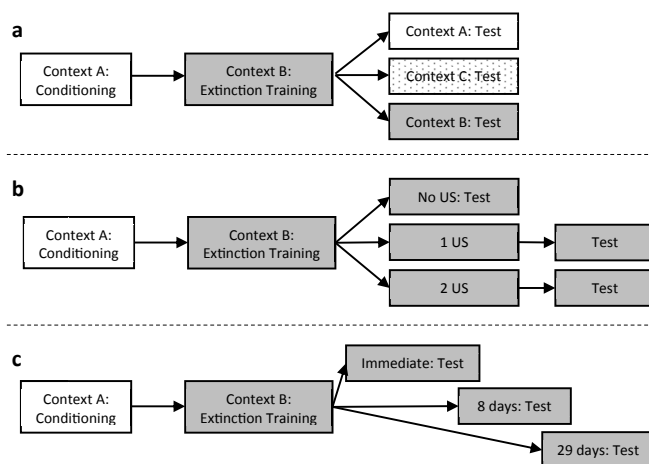 a
Context A:
Conditioning
Context B:
Extinction Training
Context A: Test
Context C: Test
Context B: Test
b
Context A:
Conditioning
Context B:
Extinction Training
No US: Test
1 US
Test
2 US
Test
c
Context A:
Conditioning
Context B:
Extinction Training
Immediate: Test
8 days: Test
29 days: Test